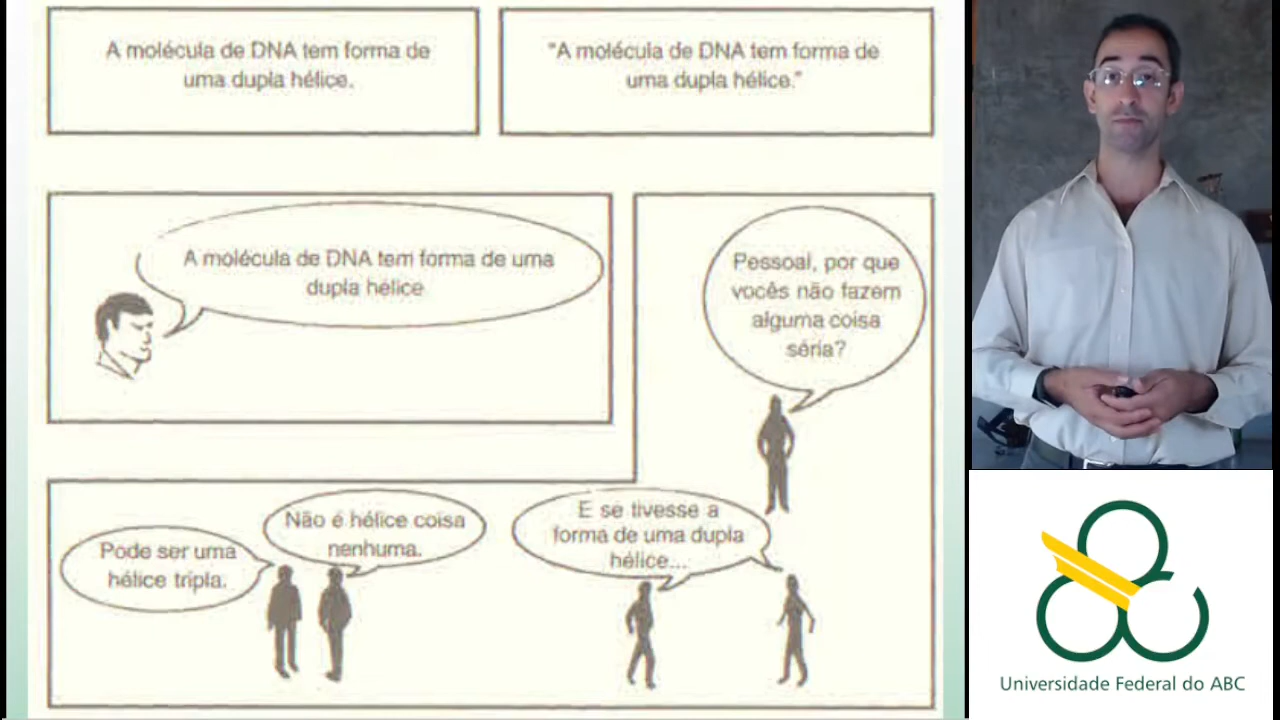 A molécula de DNA tem forma de
uma dupla hélice.
"A molécula de DNA tem forma de
uma dupla hélice."
A molécula de DNA tem forma de uma
dupla hélice
Pessoal, por que
vocês não fazem
alguma coisa
séria?
Pode ser uma
hélice tripla.
Não é hélice coisa
nenhuma.
E se tivesse a
forma de uma dupla
hélice...
Universidade Federal do ABC